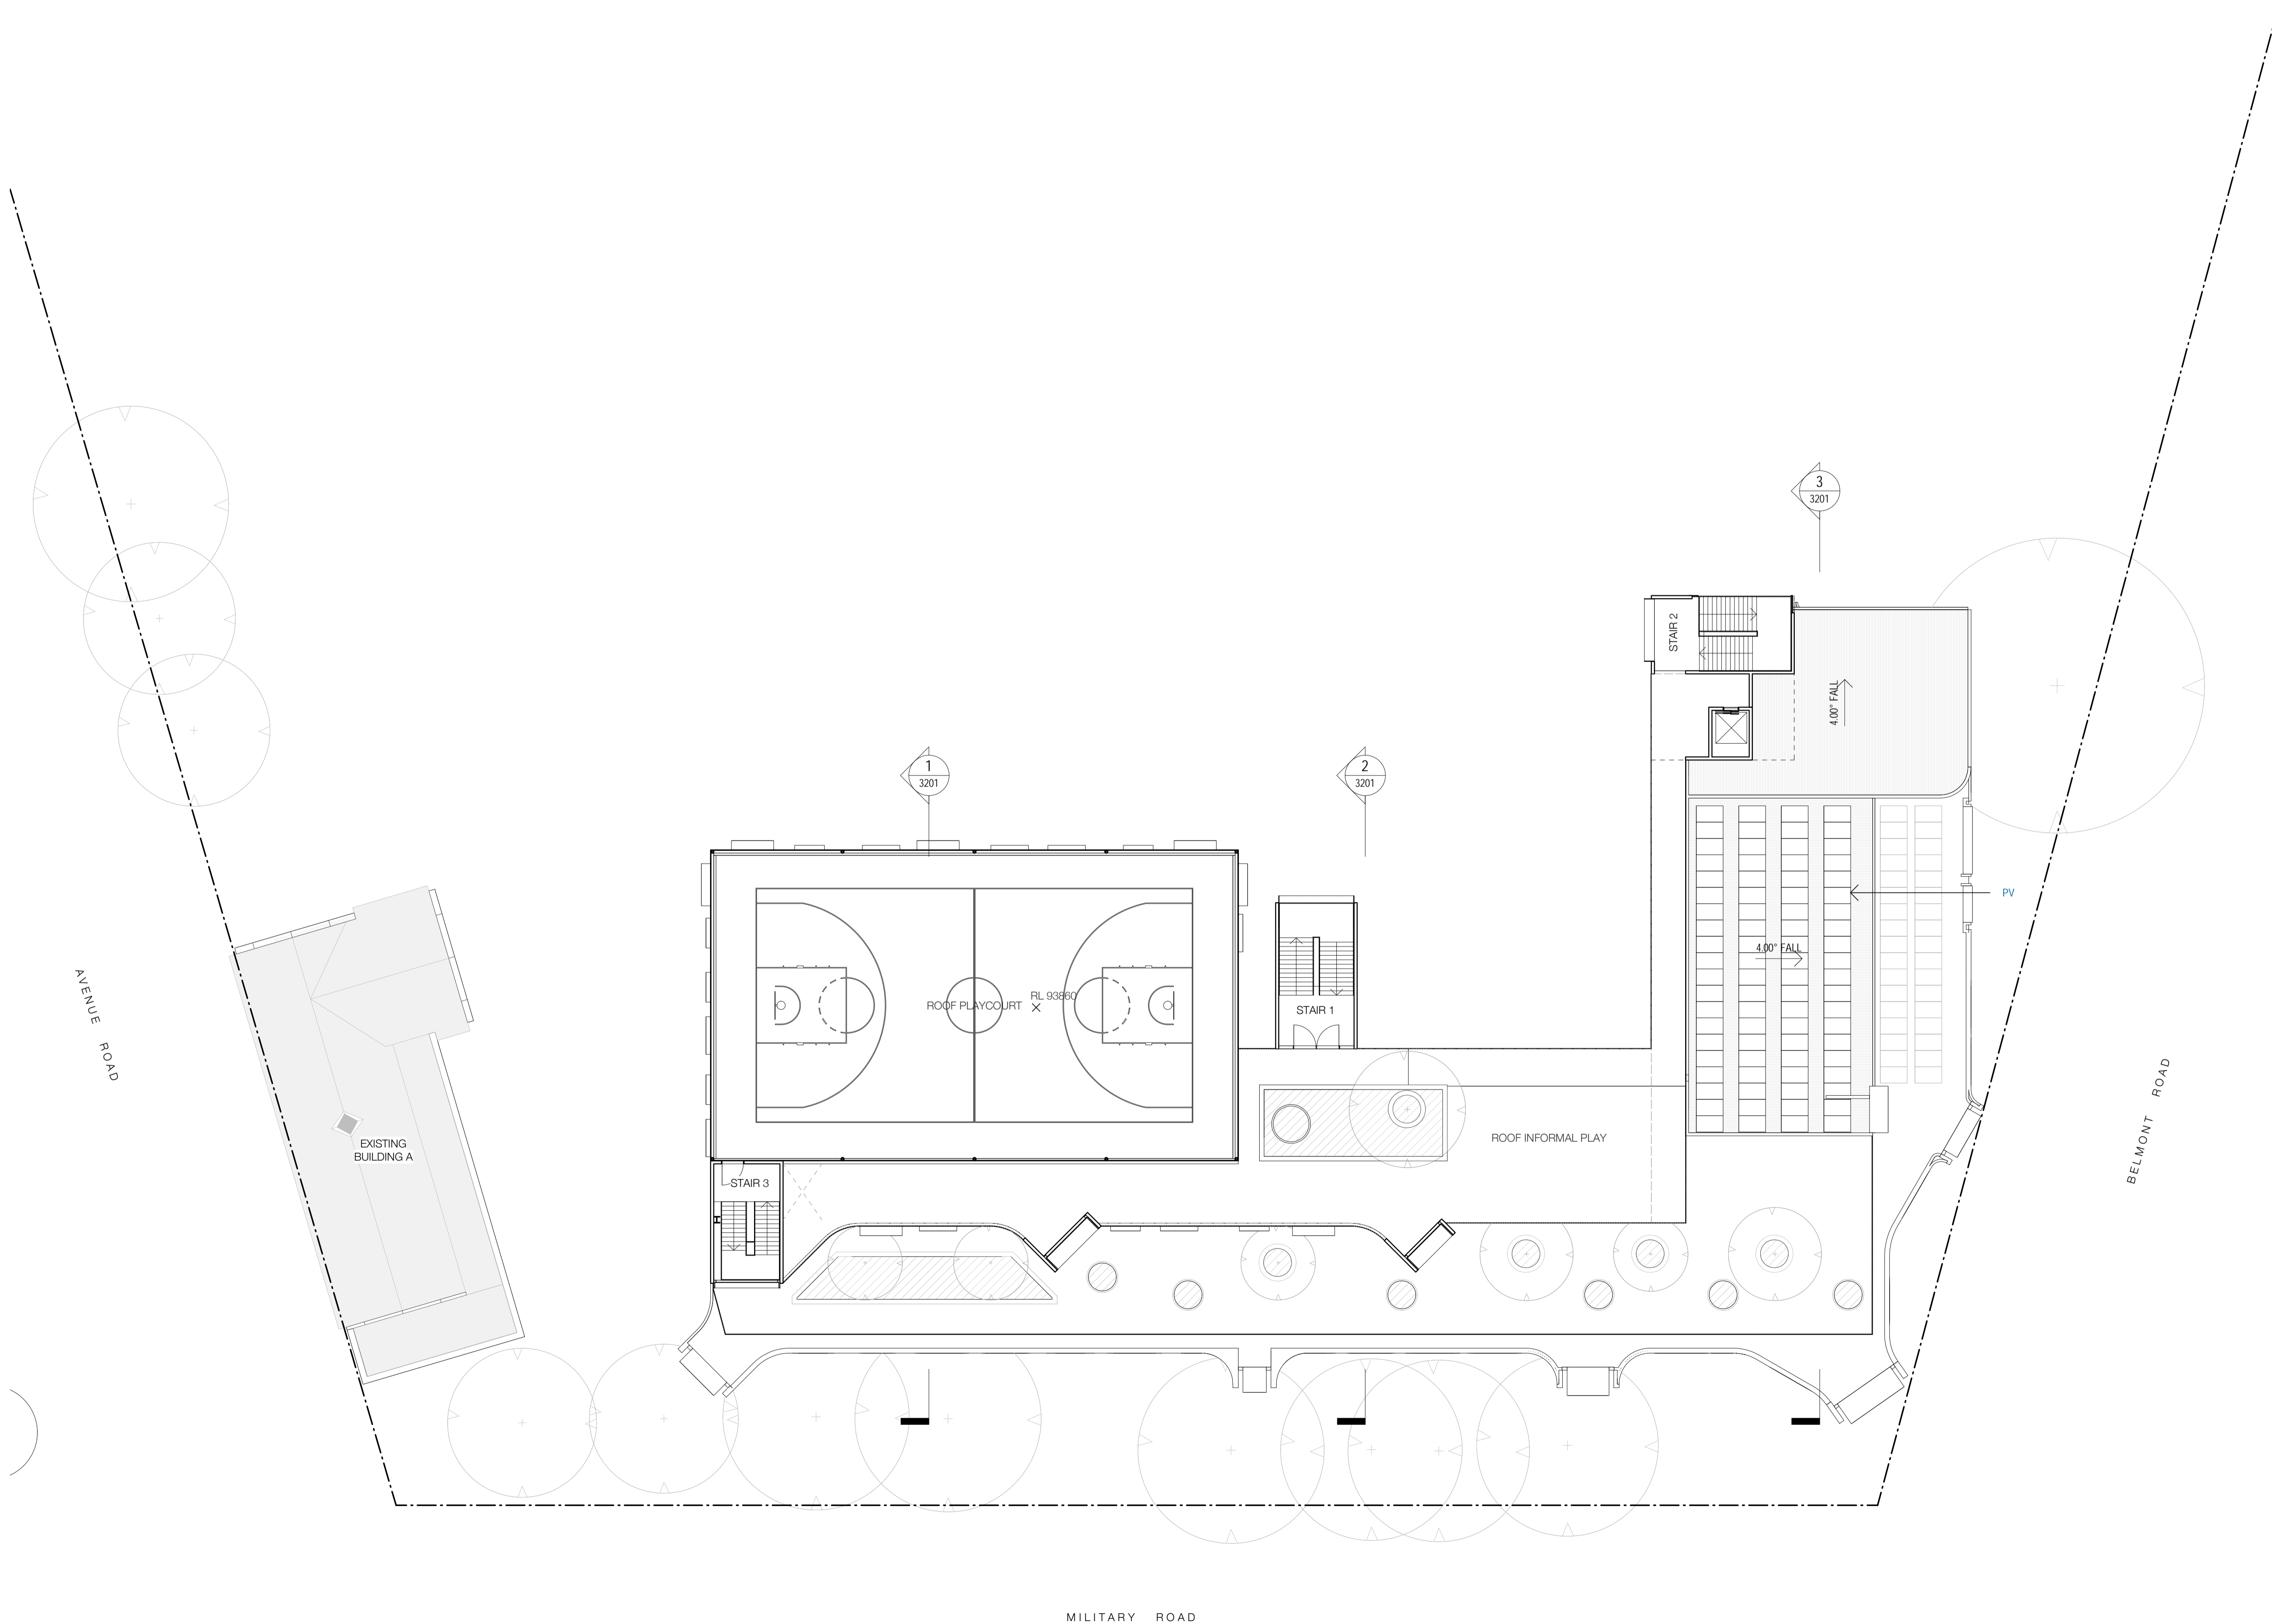 3
3201
STAIR 2
4.00° FALL
1
3201
2
3201
PV
4.00° FALL
AVENUE ROAD
RL 93860
ROOF PLAYCOURT
STAIR 1
BELMONT ROAD
EXISTING
BUILDING A
ROOF INFORMAL PLAY
STAIR 3
MILITARY ROAD